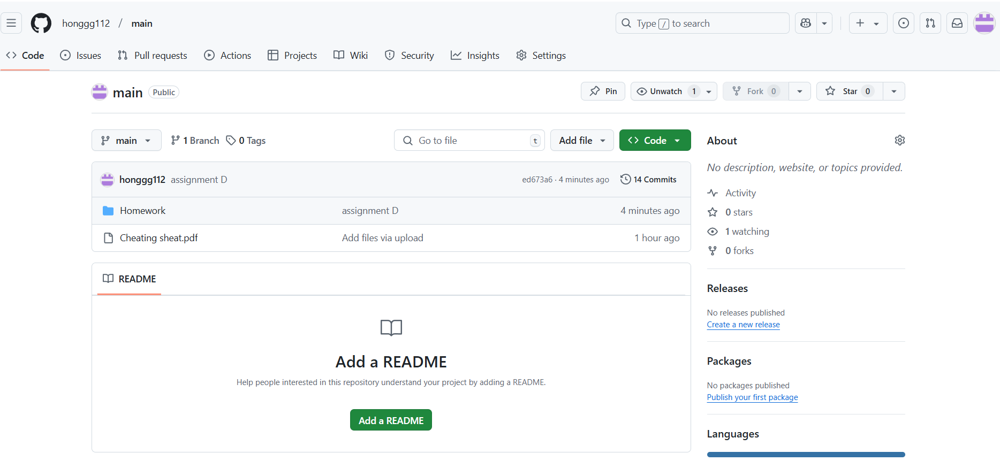 honggg112 / main
Type / to search
Code Issues Pull requests Actions Projects Wiki Security Insights Settings
main Public
Pin Unwatch 1 Fork 0 Star 0
main 1 Branch 0 Tags Go to file t Add file Code
honggg112 assignment D ed673a6 · 4 minutes ago 14 Commits
Homework assignment D 4 minutes ago
Cheating sheat.pdf Add files via upload 1 hour ago
README
Add a README
Help people interested in this repository understand your project by adding a README.
Add a README
About
No description, website, or topics provided.
Activity
0 stars
1 watching
0 forks
Releases
No releases published
Create a new release
Packages
No packages published
Publish your first package
Languages